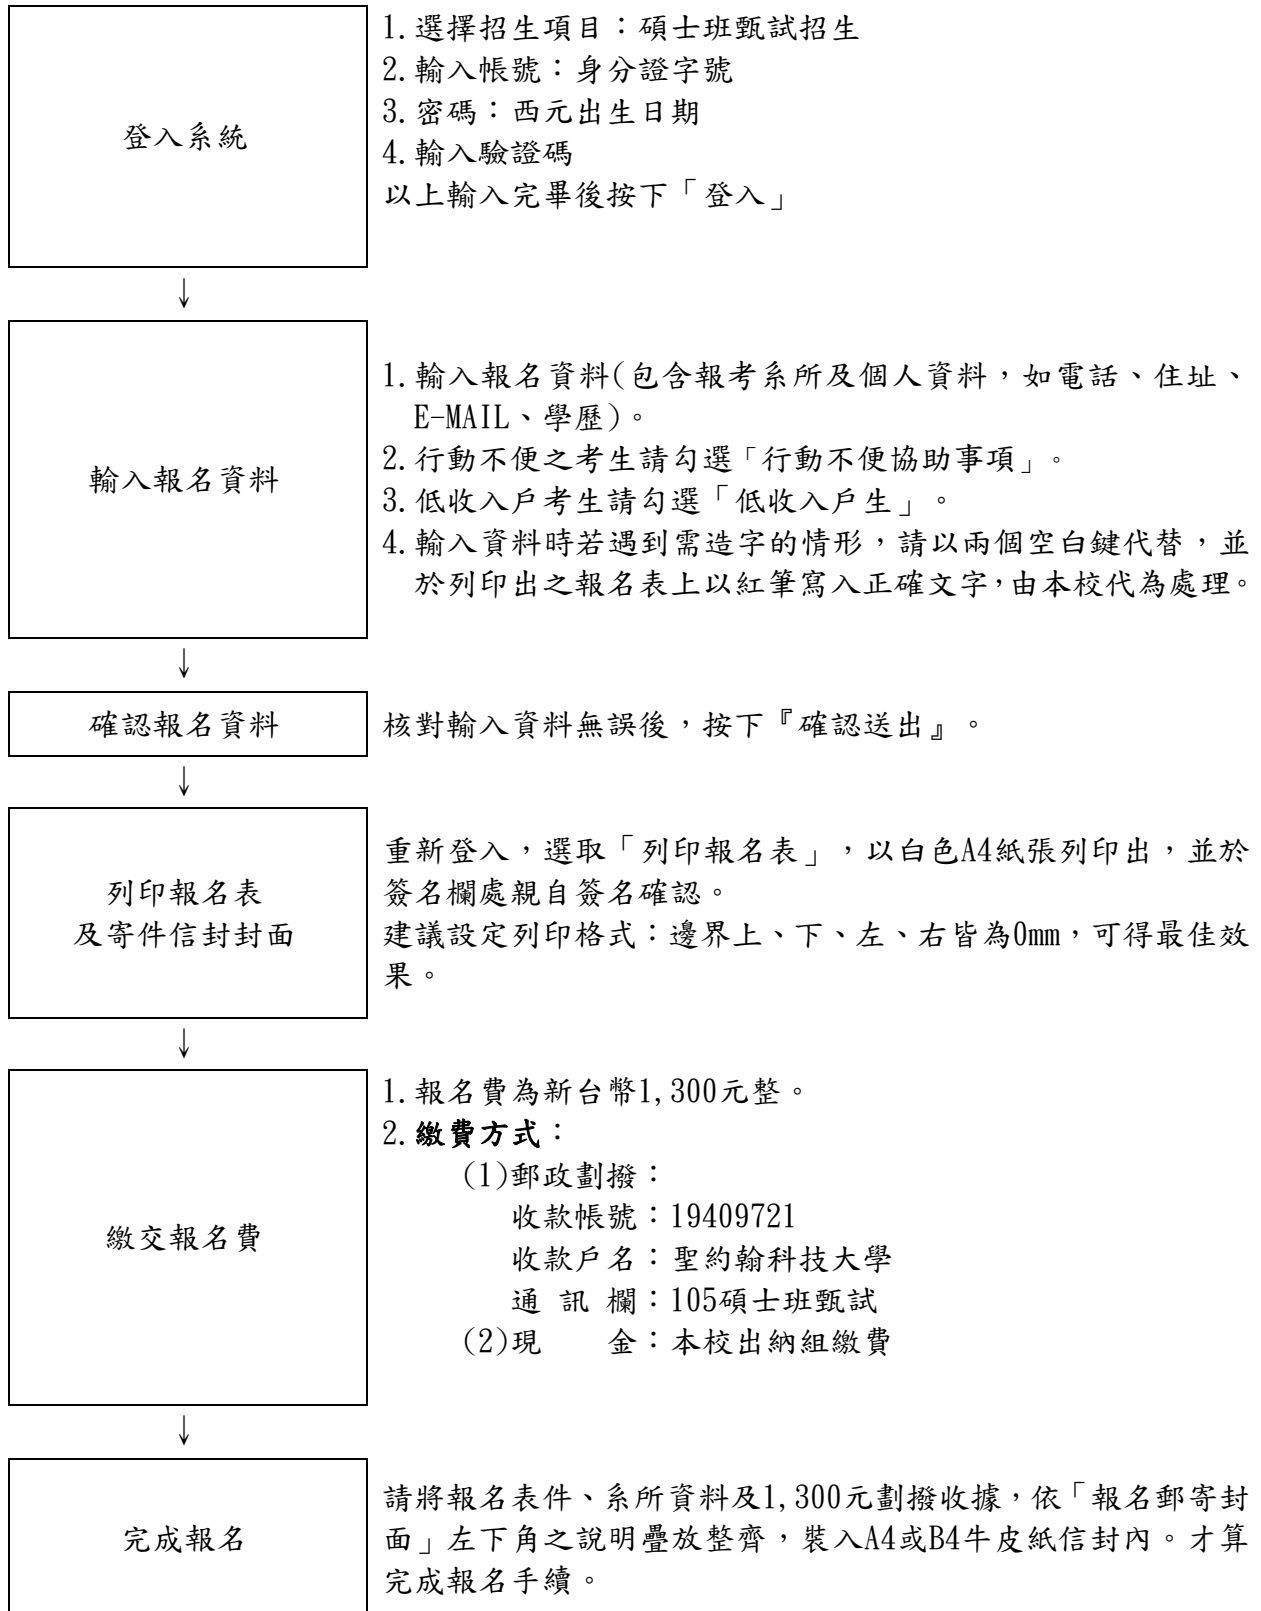 登入系統
1.選擇招生項目：碩士班甄試招生
2.輸入帳號：身分證字號
3.密碼：西元出生日期
4.輸入驗證碼
以上輸入完畢後按下「登入」
↓
輸入報名資料
1.輸入報名資料(包含報考系所及個人資料，如電話、住址、
E-MAIL、學歷)。
2.行動不便之考生請勾選「行動不便協助事項」。
3.低收入戶考生請勾選「低收入戶生」。
4.輸入資料時若遇到需造字的情形，請以兩個空白鍵代替，並
於列印出之報名表上以紅筆寫入正確文字，由本校代為處理。
↓
確認報名資料
核對輸入資料無誤後，按下『確認送出』。
↓
列印報名表
及寄件信封封面
重新登入，選取「列印報名表」，以白色A4紙張列印出，並於
簽名欄處親自簽名確認。
建議設定列印格式：邊界上、下、左、右皆為0mm，可得最佳效
果。
↓
繳交報名費
1.報名費為新台幣1,300元整。
2.繳費方式：
(1)郵政劃撥：
收款帳號：19409721
收款戶名：聖約翰科技大學
通 訊 欄：105碩士班甄試
(2)現　　金：本校出納組繳費
↓
完成報名
請將報名表件、系所資料及1,300元劃撥收據，依「報名郵寄封
面」左下角之說明疊放整齊，裝入A4或B4牛皮紙信封內。才算
完成報名手續。